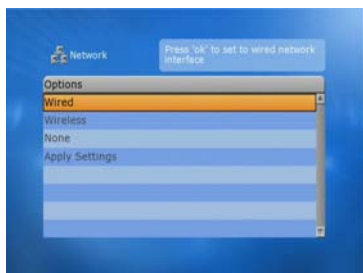 Network
Press 'ok' to set to wired network
interface
Options
Wired
Wireless
None
Apply Settings